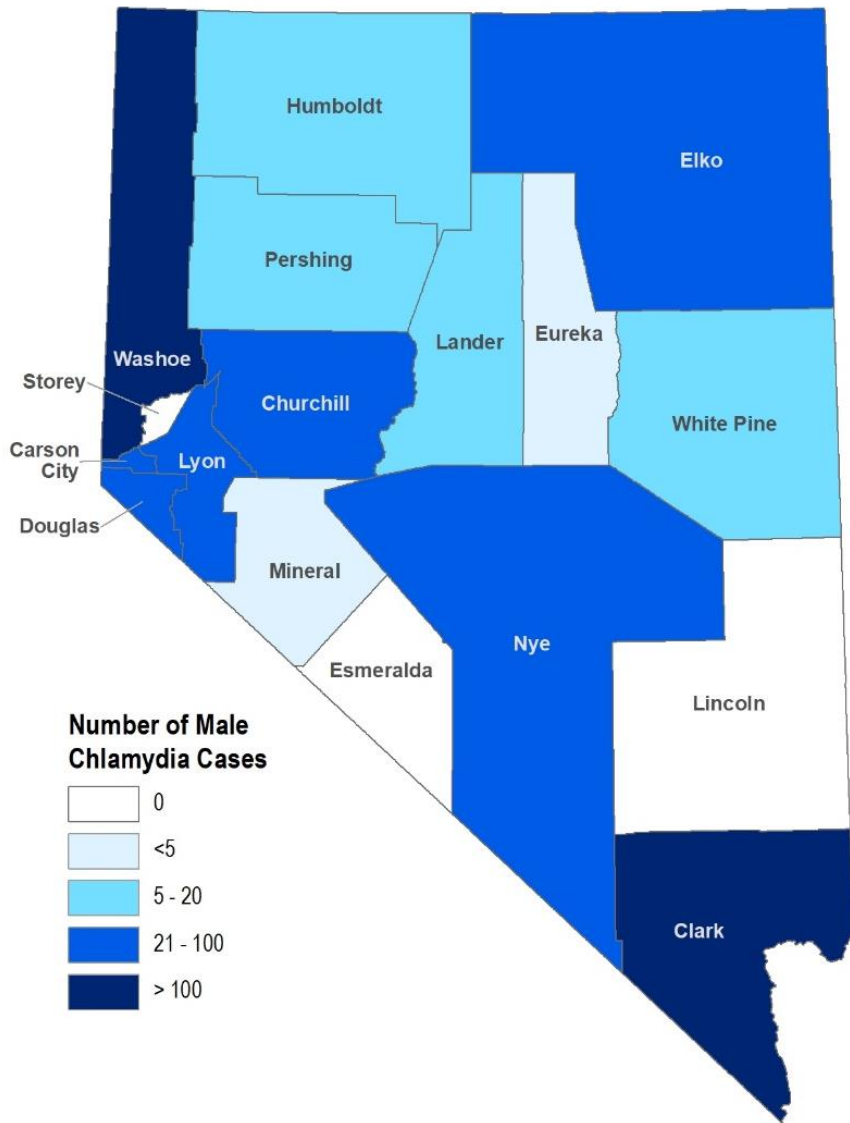 Humboldt
Elko
Pershing
Lander
Eureka
Washoe
Storey
Churchill
White Pine
Carson
City
Lyon
Douglas
Mineral
Nye
Esmeralda
Lincoln
Number of Male
Chlamydia Cases
0
<5
5 - 20
21 - 100
> 100
Clark